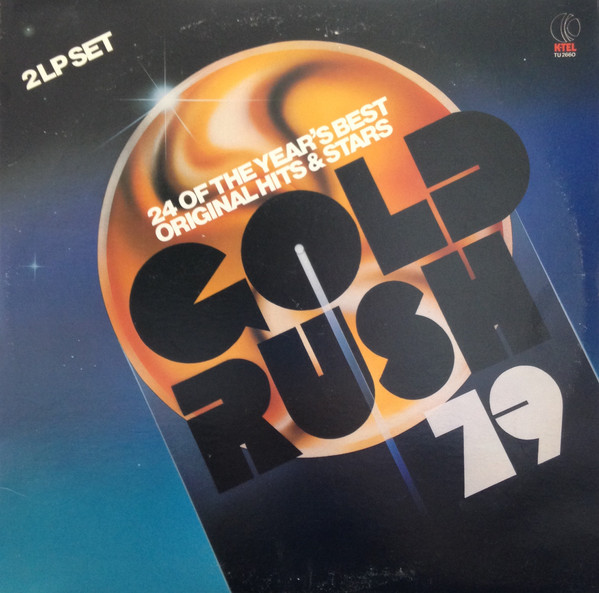 2 LP SET
K-TEL
TU 2660
24 OF THE YEAR'S BEST
ORIGINAL HITS & STARS
GOLD
RUSH
79